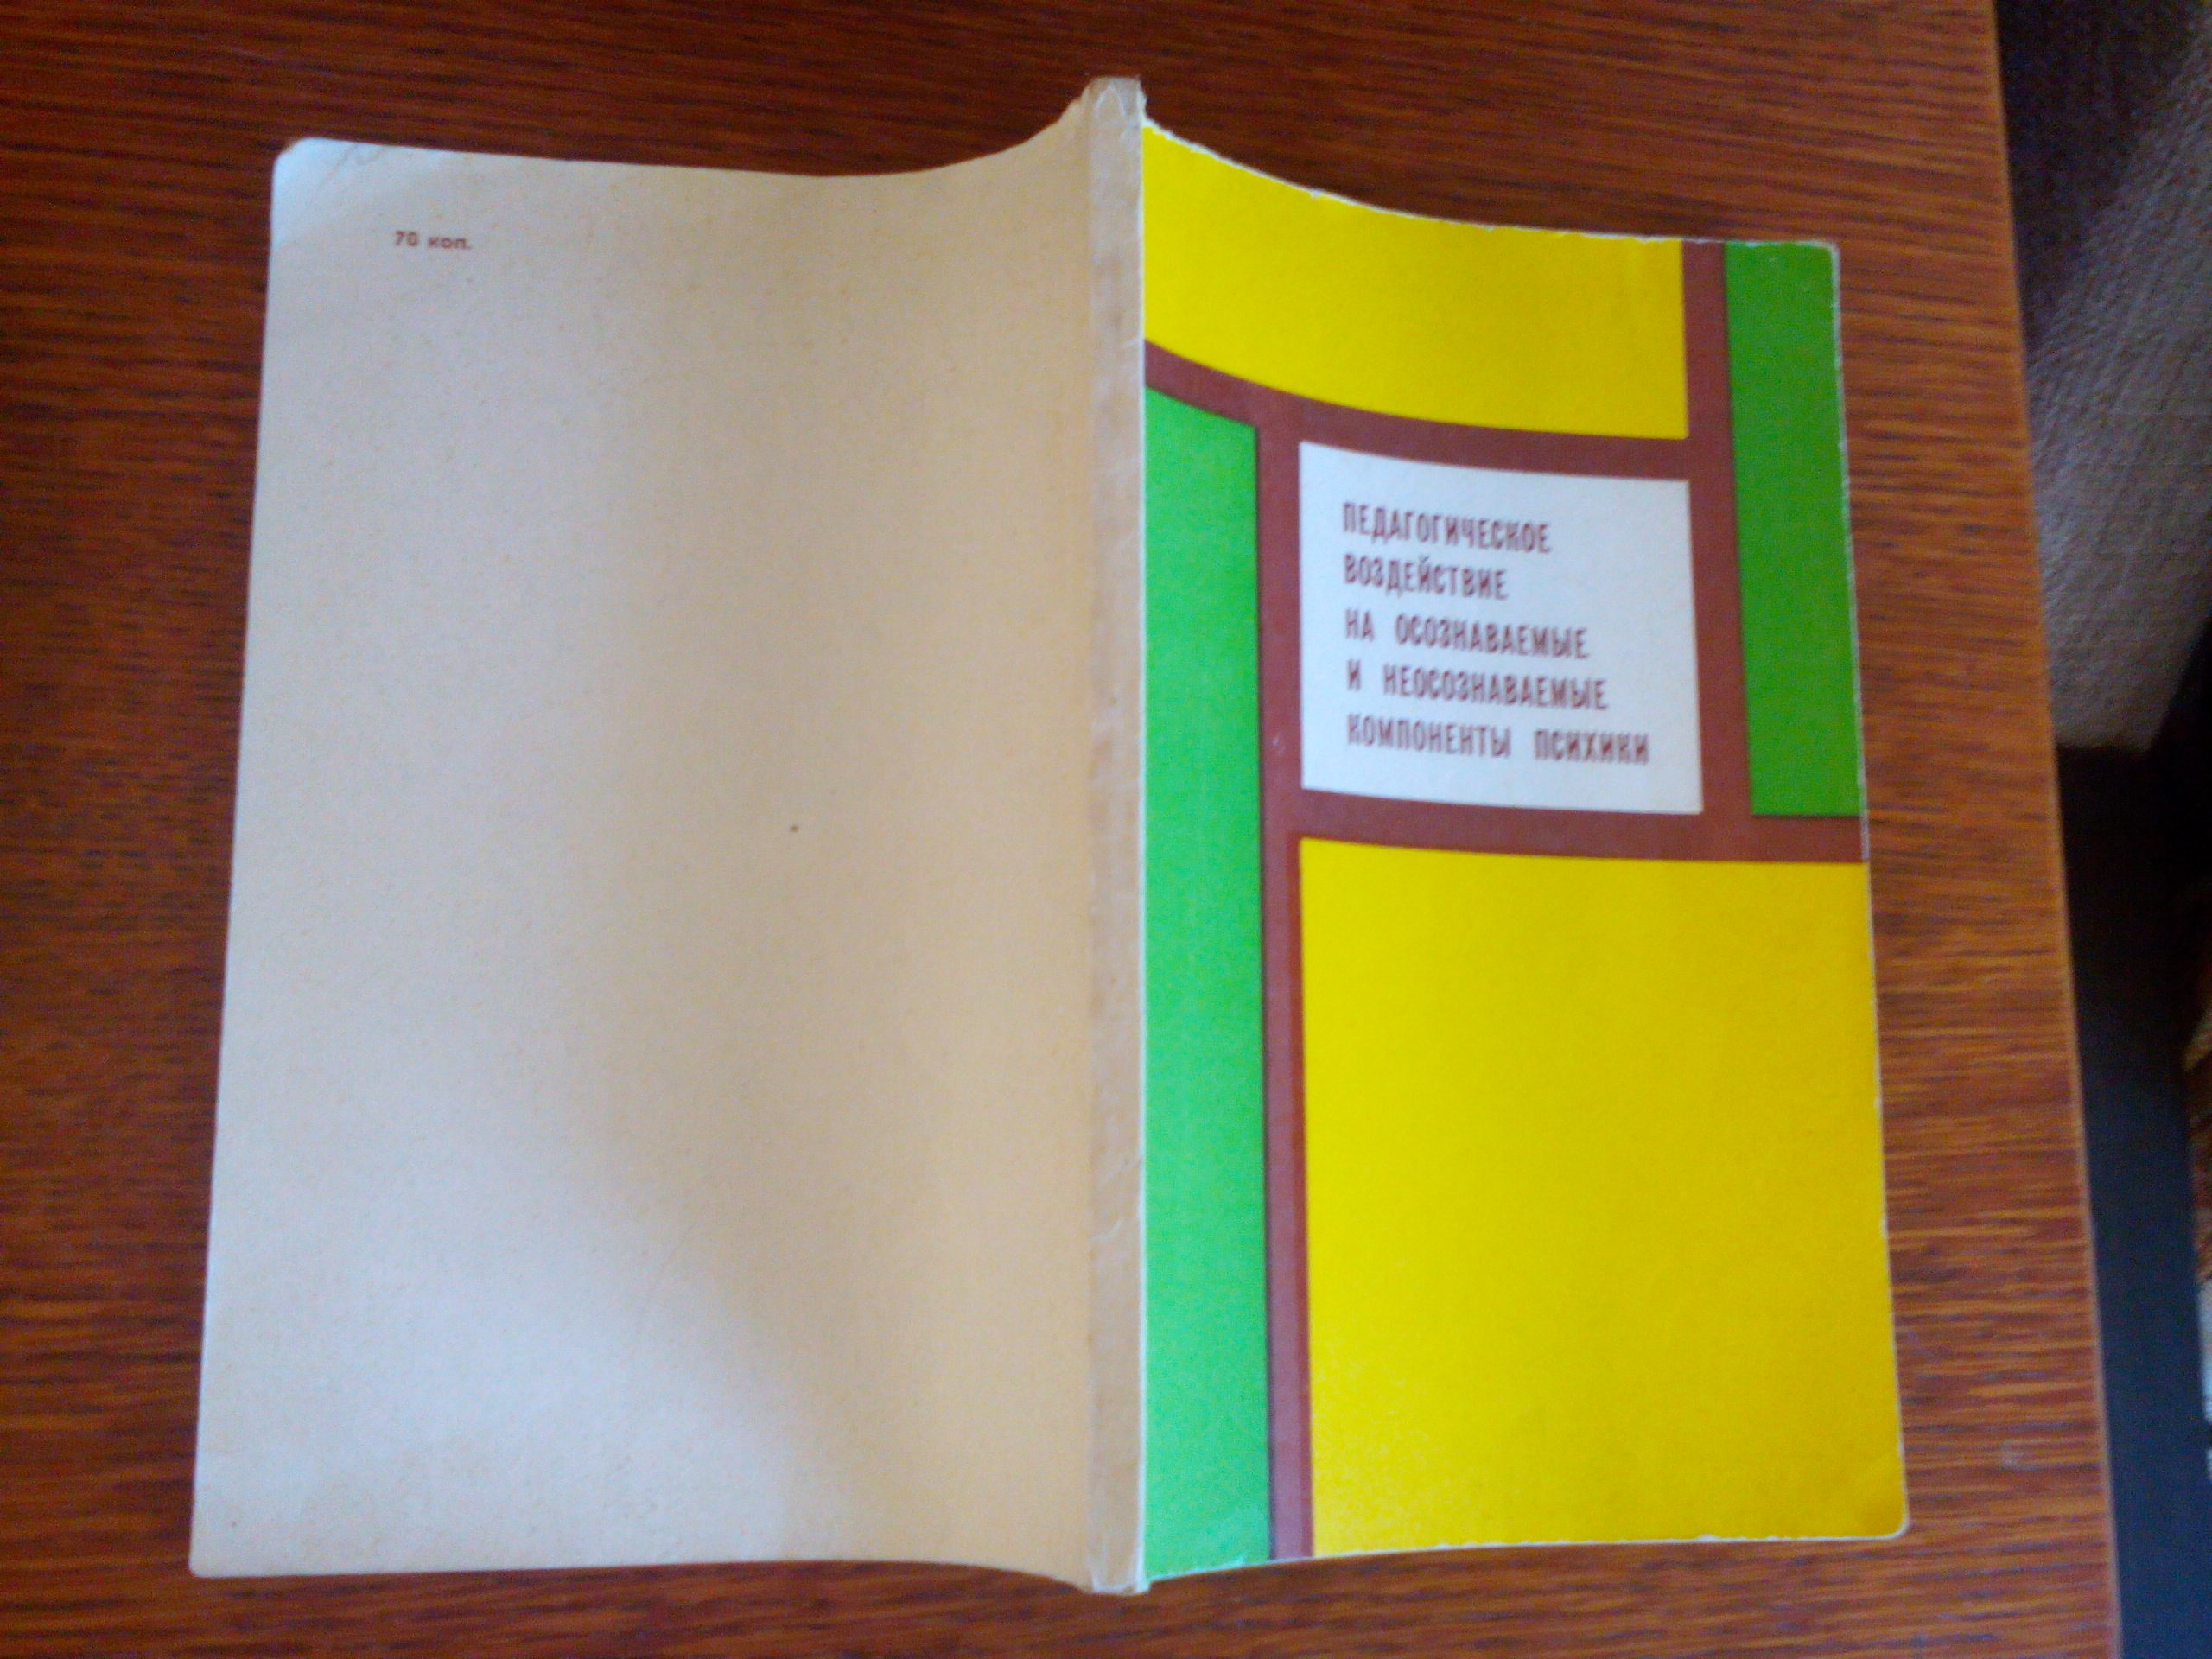 70 коп.
ПЕДАГОГИЧЕСКОЕ
ВОЗДЕЙСТВИЕ
НА ОСОЗНАВАЕМЫЕ
И НЕОСОЗНАВАЕМЫЕ
КОМПОНЕНТЫ ПСИХИКИ